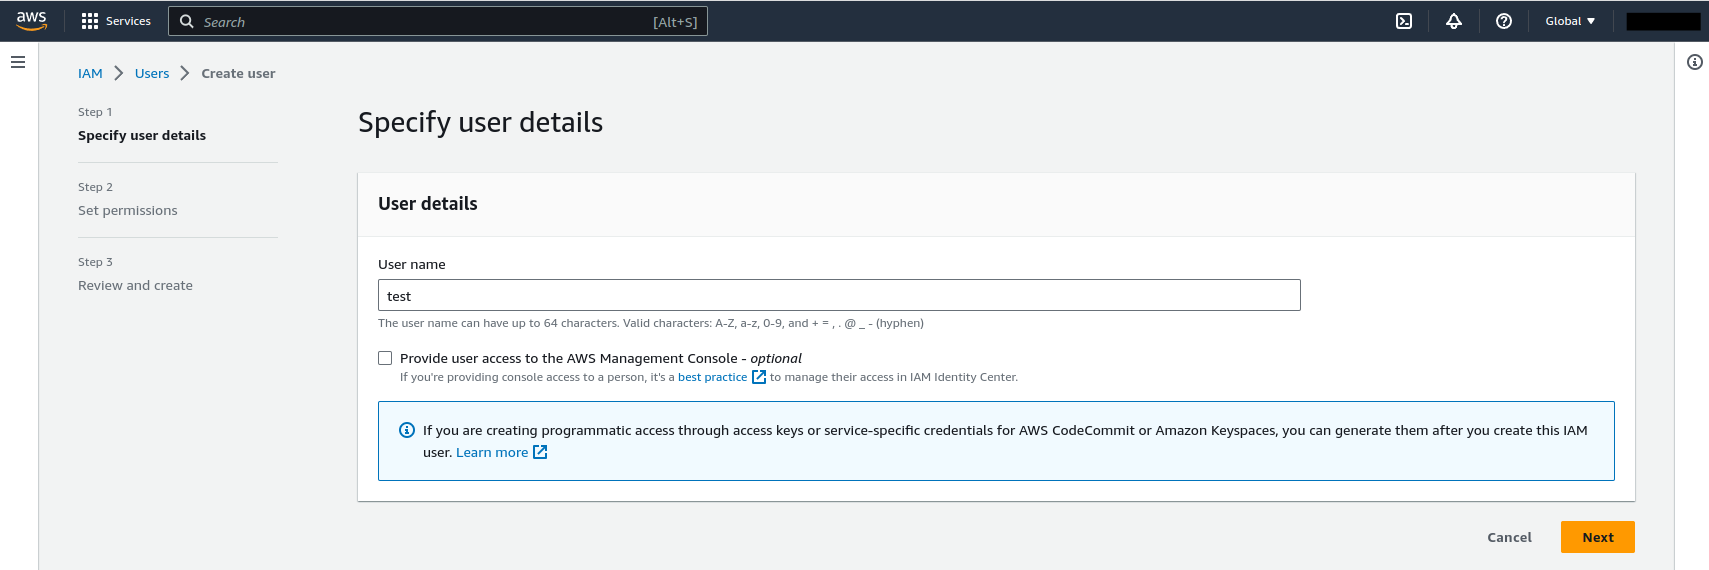 aws Services Search [Alt+S] Global
IAM Users Create user
Step 1
Specify user details
Step 2
Set permissions
Step 3
Review and create
Specify user details
User details
User name
test
The user name can have up to 64 characters. Valid characters: A-Z, a-z, 0-9, and + = , . @ _ - (hyphen)
Provide user access to the AWS Management Console - optional
If you're providing console access to a person, it's a best practice to manage their access in IAM Identity Center.
If you are creating programmatic access through access keys or service-specific credentials for AWS CodeCommit or Amazon Keyspaces, you can generate them after you create this IAM
user. Learn more
Cancel Next